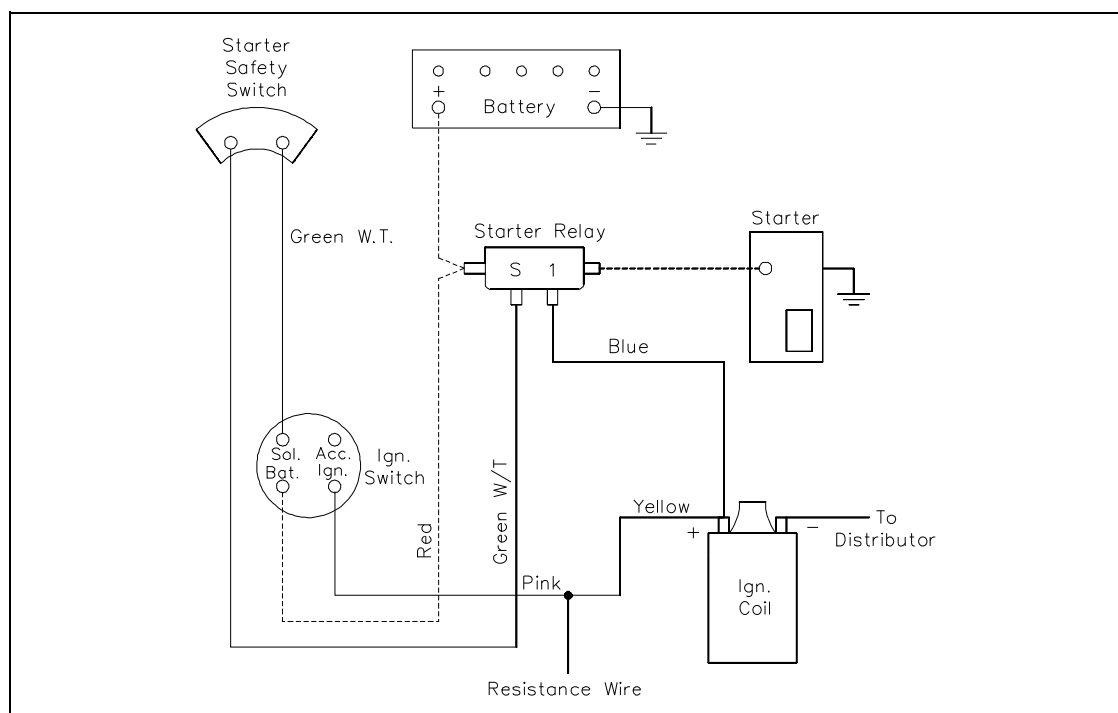 Starter
Safety
Switch
+
−
Battery
Green W.T.
Starter Relay
S 1
Starter
Blue
Sol. Acc.
Bat. Ign.
Ign.
Switch
Red
Green W/T
Yellow
+
−
To
Distributor
Pink
Ign.
Coil
Resistance Wire